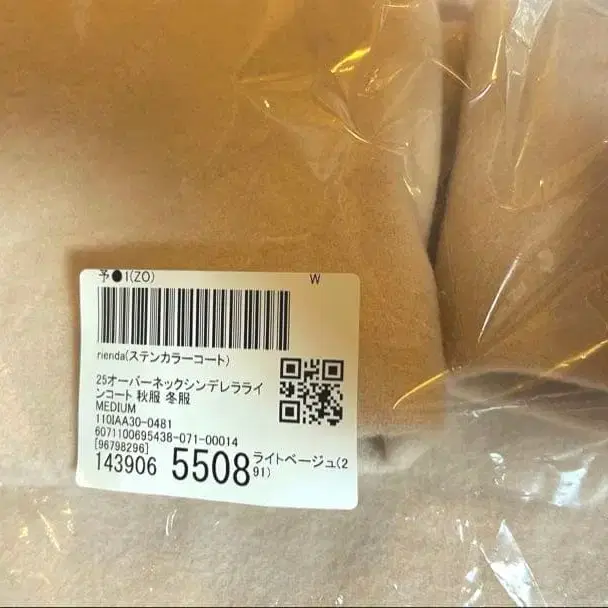 予●1(ZO) W
rienda(ステンカラーコート)
25オーバーネックシンデレラライ
ンコート 秋服 冬服
MEDIUM
110IAA30-0481
6071100695438-071-00014
[96798296]
143906 5508 ライトベージュ(2
91)